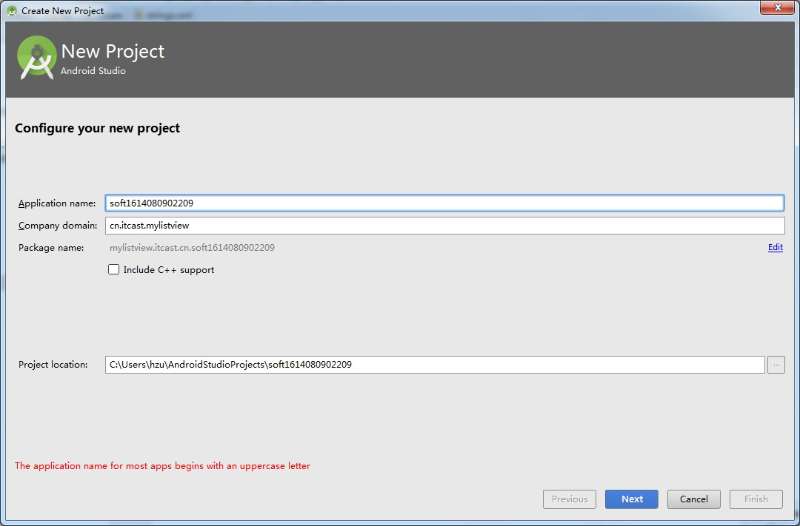 Create New Project
New Project
Android Studio
Configure your new project
Application name: soft1614080902209
Company domain: cn.itcast.mylistview
Package name: mylistview.itcast.cn.soft1614080902209 Edit
Include C++ support
Project location: C:\Users\hzu\AndroidStudioProjects\soft1614080902209 ...
The application name for most apps begins with an uppercase letter
Previous Next Cancel Finish